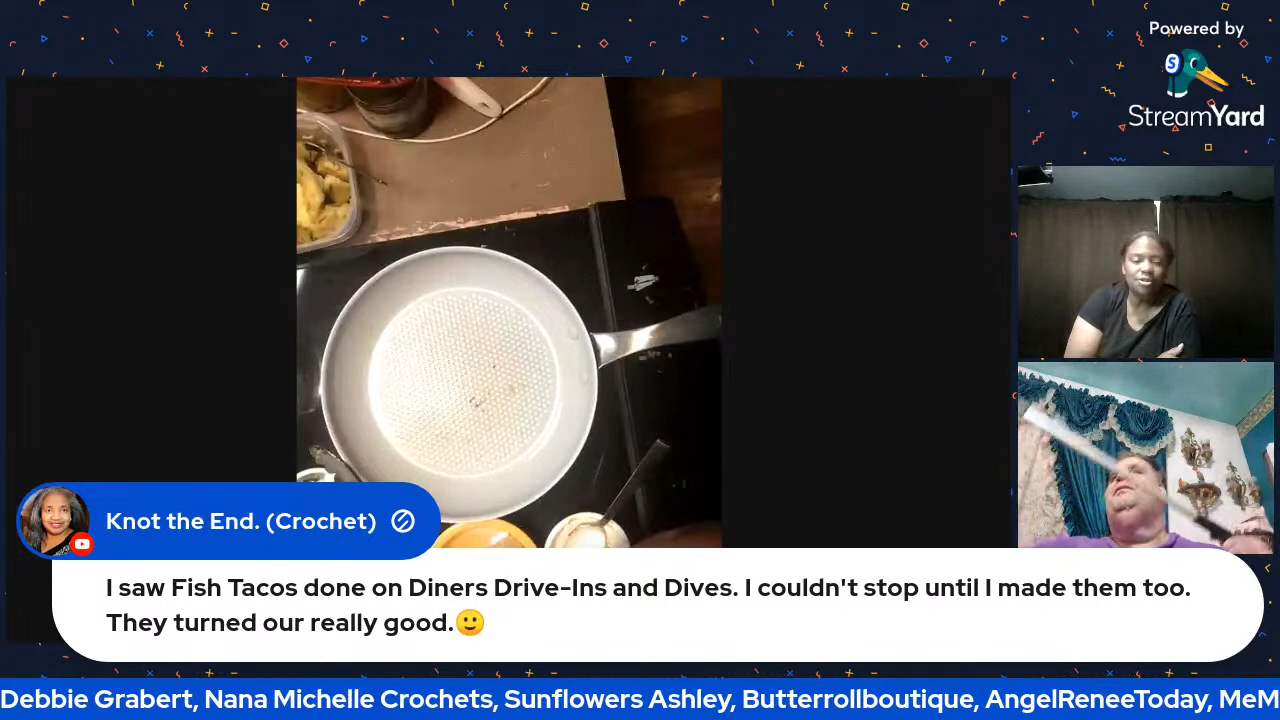 Powered by
S
StreamYard
Knot the End. (Crochet)
I saw Fish Tacos done on Diners Drive-Ins and Dives. I couldn't stop until I made them too.
They turned our really good.🙂
Debbie Grabert, Nana Michelle Crochets, Sunflowers Ashley, Butterrollboutique, AngelReneeToday, MeM